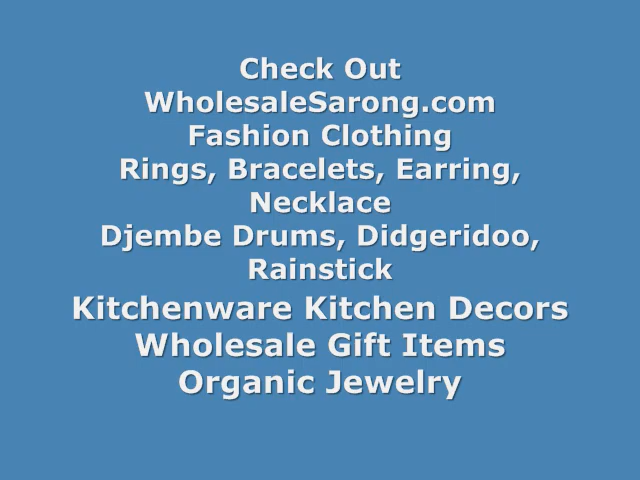 Check Out
WholesaleSarong.com
Fashion Clothing
Rings, Bracelets, Earring,
Necklace
Djembe Drums, Didgeridoo,
Rainstick
Kitchenware Kitchen Decors
Wholesale Gift Items
Organic Jewelry